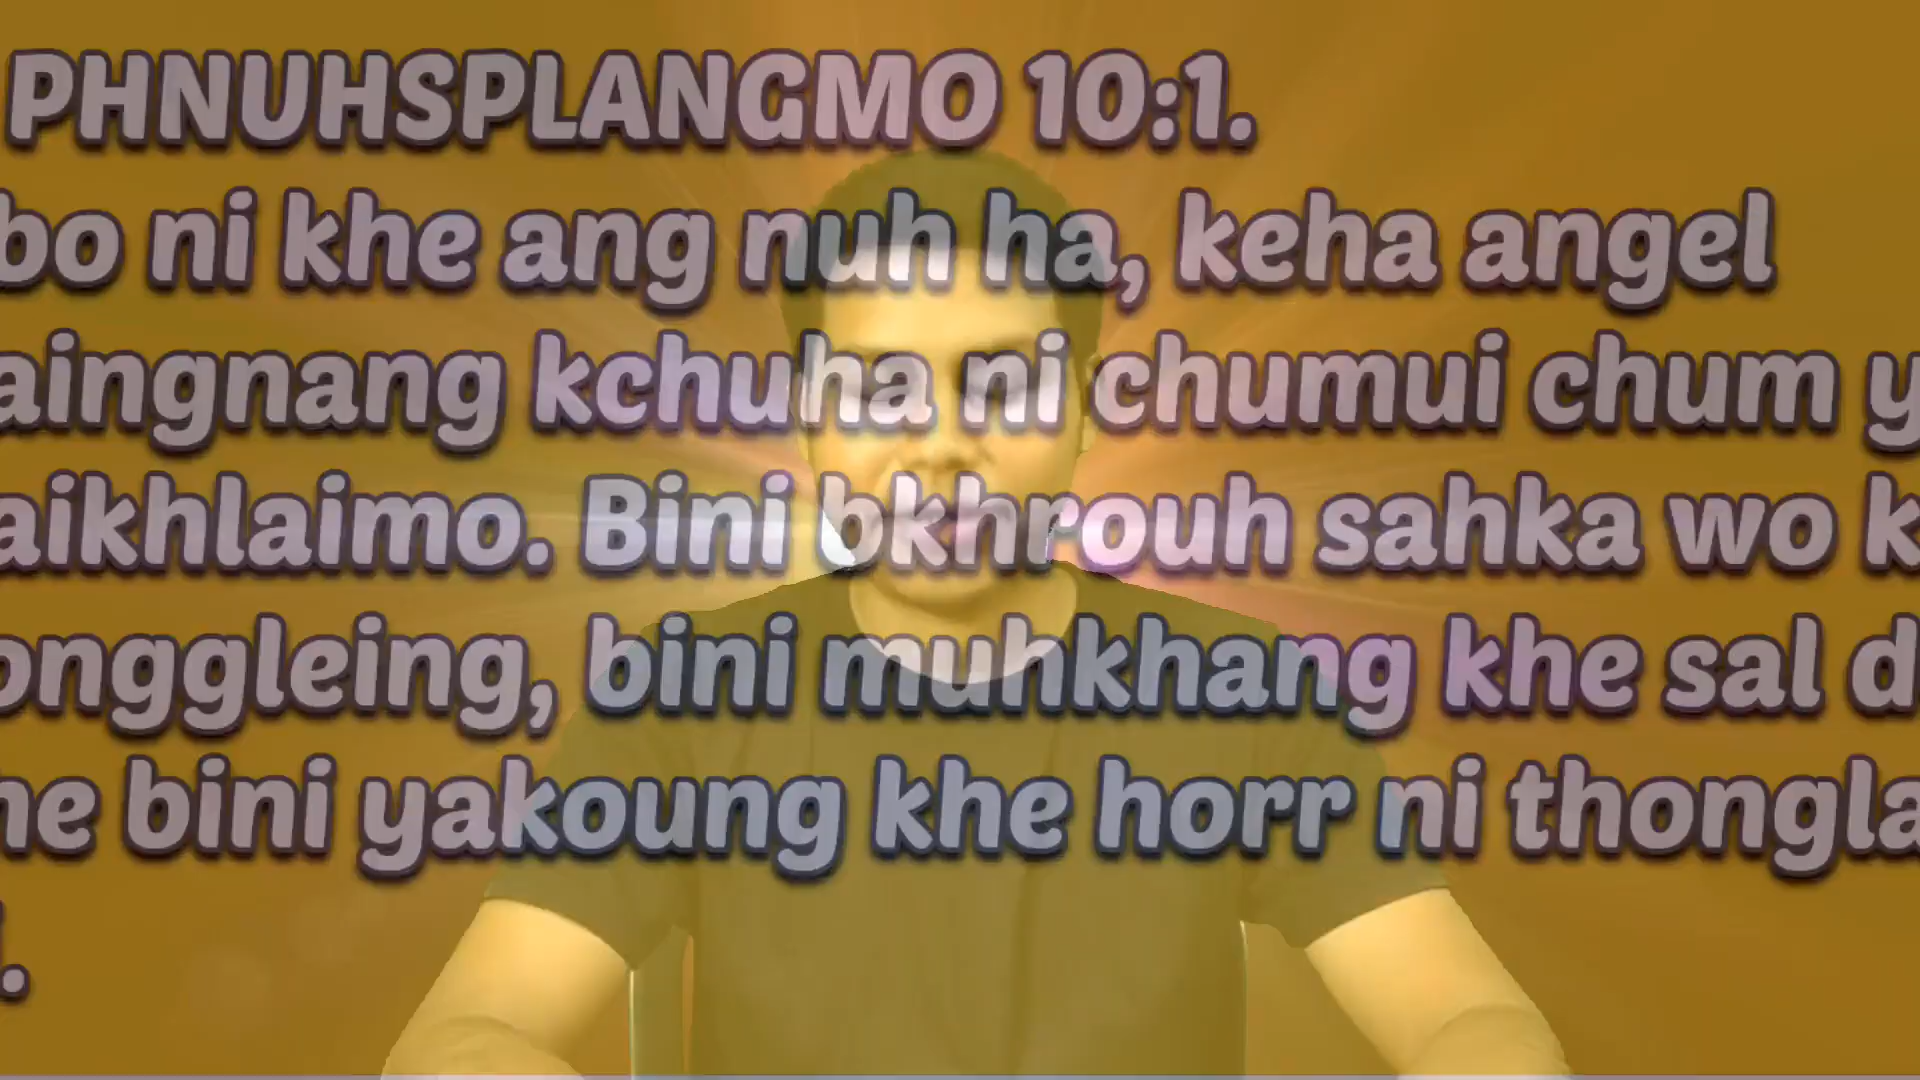 PHNUHSPLANGMO 10:1.
bo ni khe ang nuh ha, keha angel
aingnang kchuha ni chumui chum y
aikhlaimo. Bini bkhrouh sahka wo k
onggleing, bini muhkhang khe sal d
he bini yakoung khe horr ni thongla
.